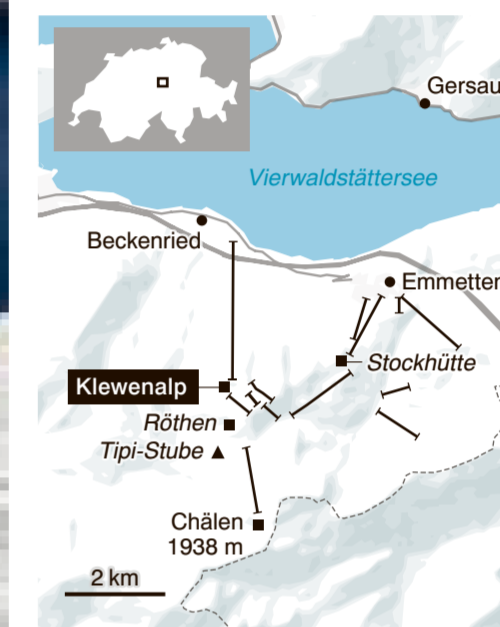 Gersau
Vierwaldstättersee
Beckenried
Emmetten
Stockhütte
Klewenalp
Röthen
Tipi-Stube
Chälen
1938 m
2 km